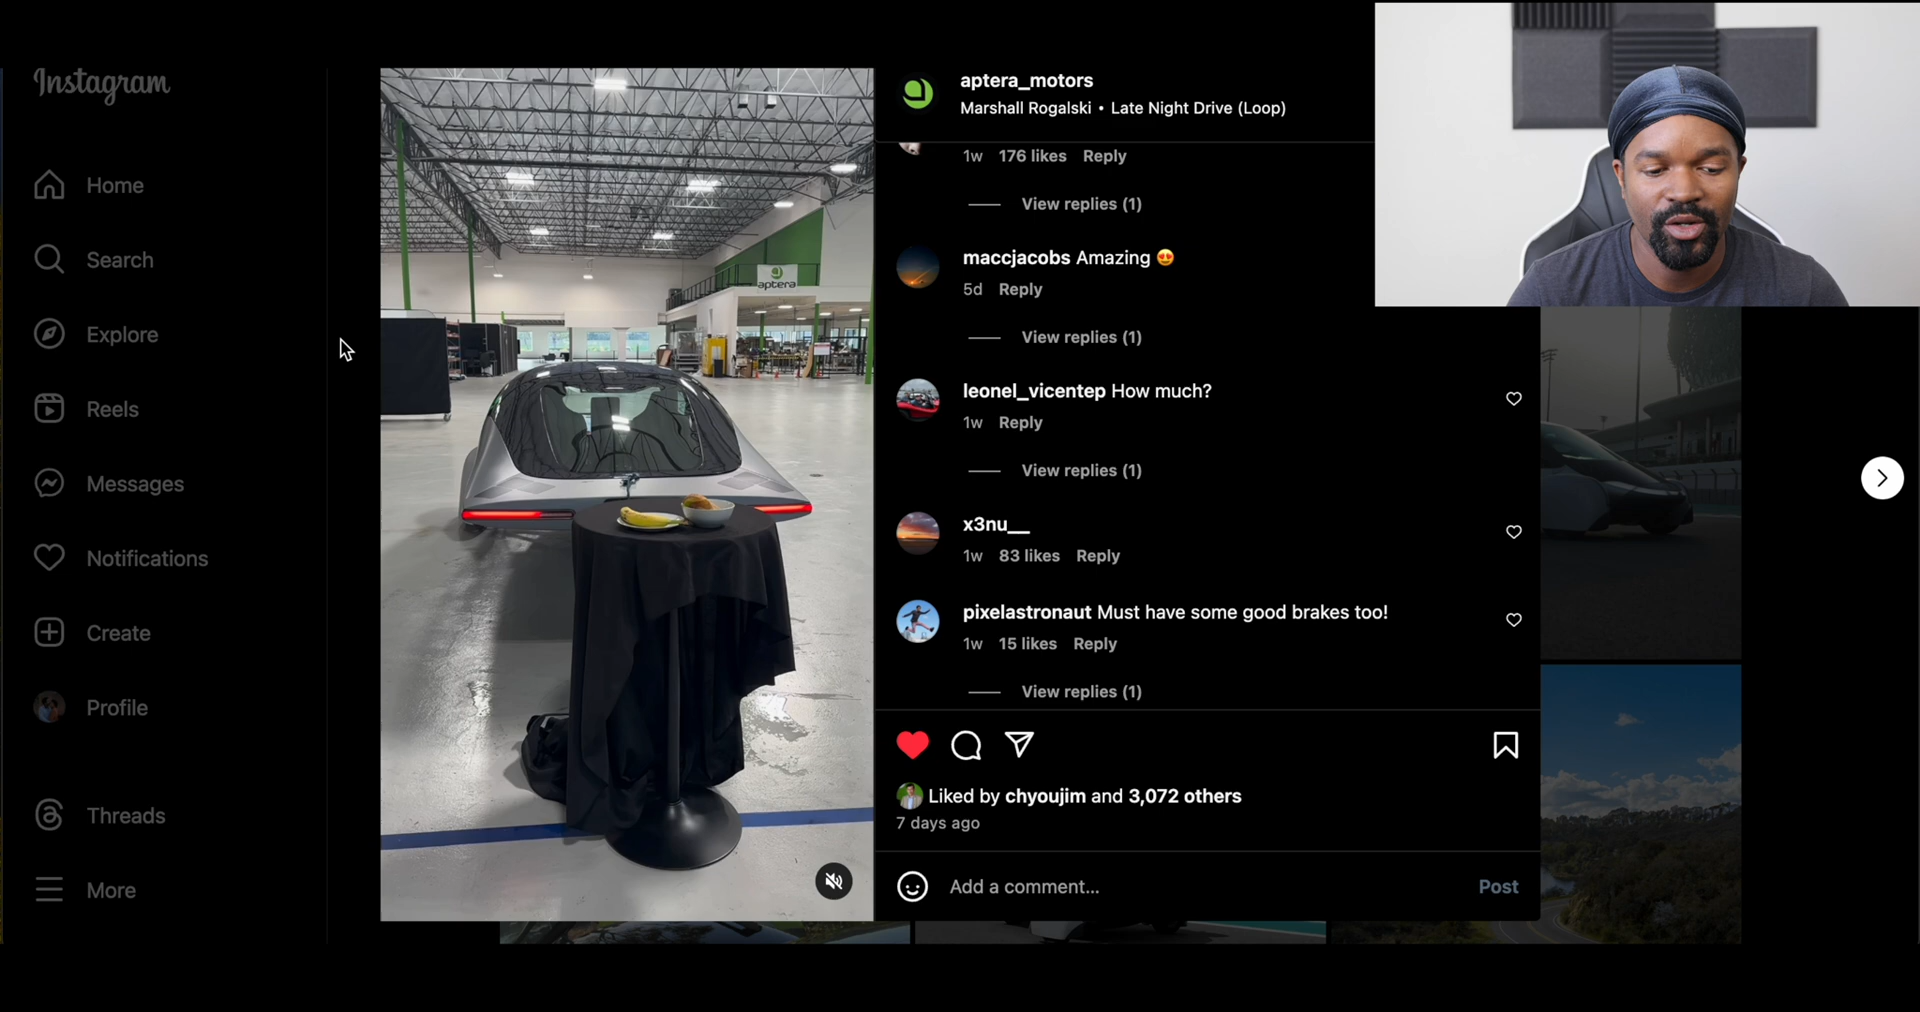 Instagram
Home
Search
Explore
Reels
Messages
Notifications
Create
Profile
Threads
More
aptera
aptera_motors
Marshall Rogalski • Late Night Drive (Loop)
1w 176 likes Reply
View replies (1)
maccjacobs Amazing 😍
5d Reply
View replies (1)
leonel_vicentep How much?
1w Reply
View replies (1)
x3nu__
1w 83 likes Reply
pixelastronaut Must have some good brakes too!
1w 15 likes Reply
View replies (1)
Liked by chyoujim and 3,072 others
7 days ago
Add a comment...
Post